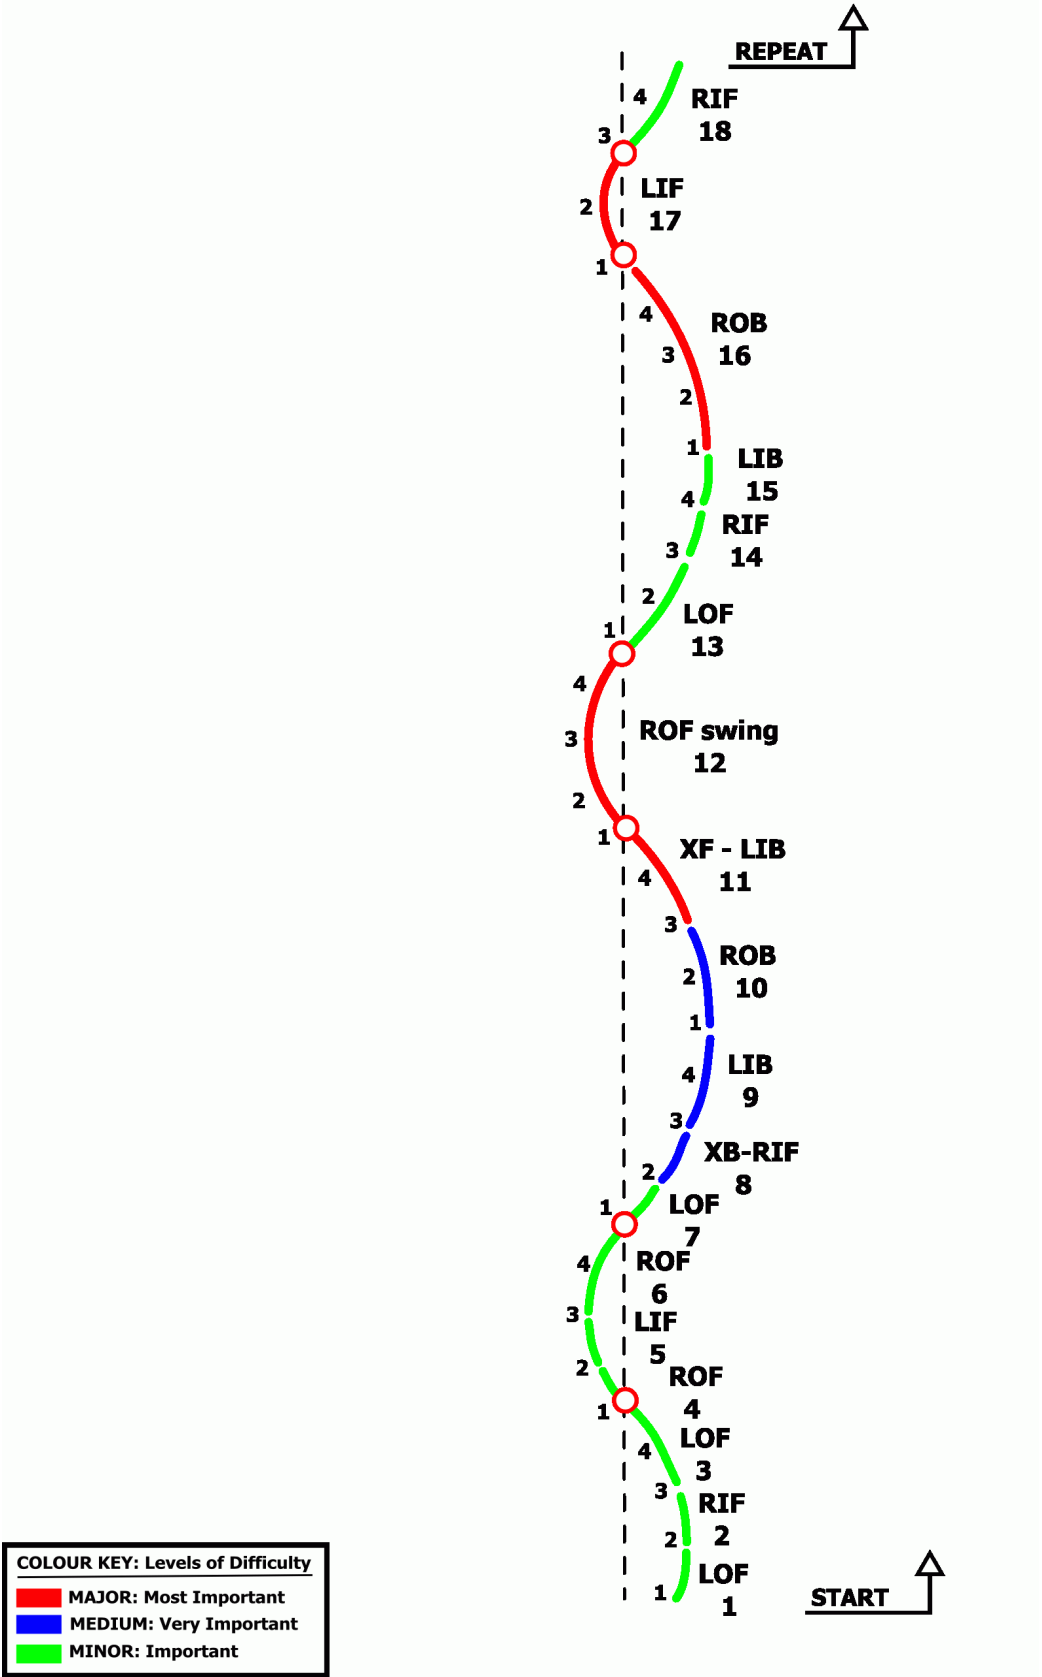 REPEAT
4
RIF
18
3
LIF
2
17
1
4
ROB
3
16
2
1
LIB
15
4
RIF
3
14
2
LOF
1
13
4
ROF swing
3
12
2
1
XF - LIB
4
11
3
ROB
2
10
1
LIB
4
9
3
XB-RIF
2
8
LOF
1
7
ROF
4
6
3
LIF
5
2
ROF
1
4
LOF
4
3
3
RIF
2
2
LOF
1
1
START
COLOUR KEY: Levels of Difficulty
MAJOR: Most Important
MEDIUM: Very Important
MINOR: Important